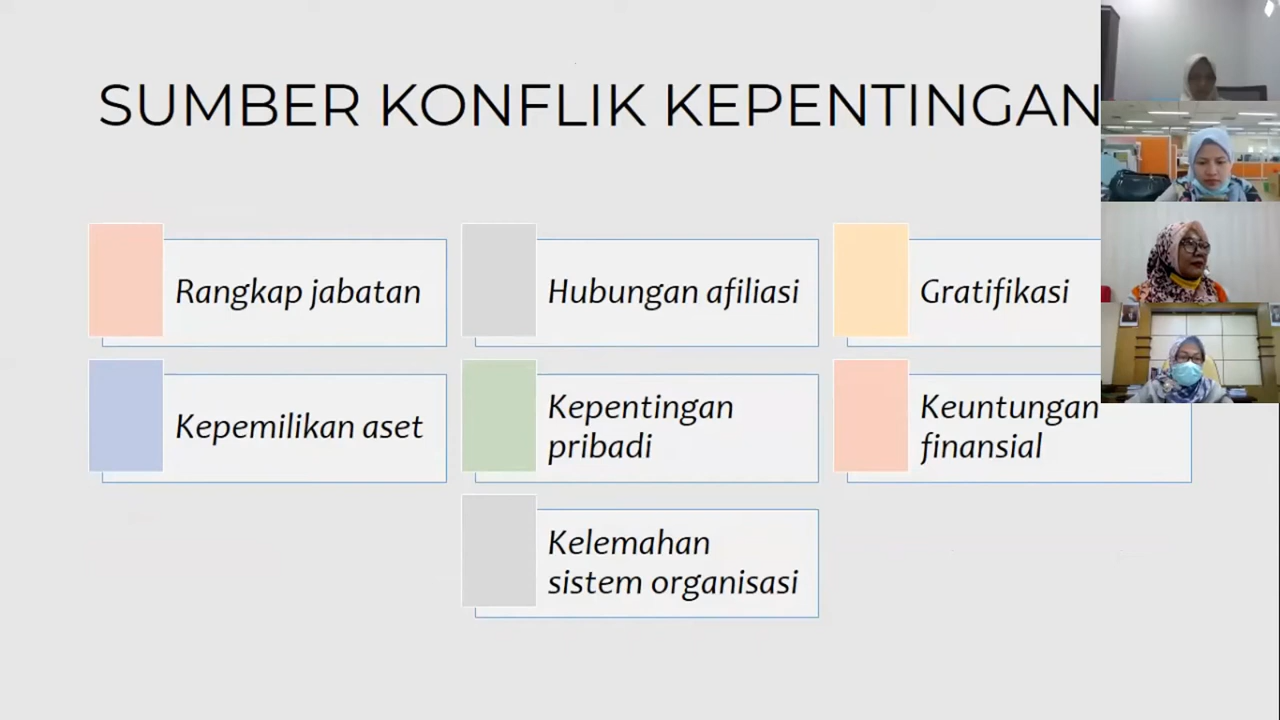 SUMBER KONFLIK KEPENTINGAN
Rangkap jabatan
Hubungan afiliasi
Gratifikasi
Kepemilikan aset
Kepentingan
pribadi
Keuntungan
finansial
Kelemahan
sistem organisasi